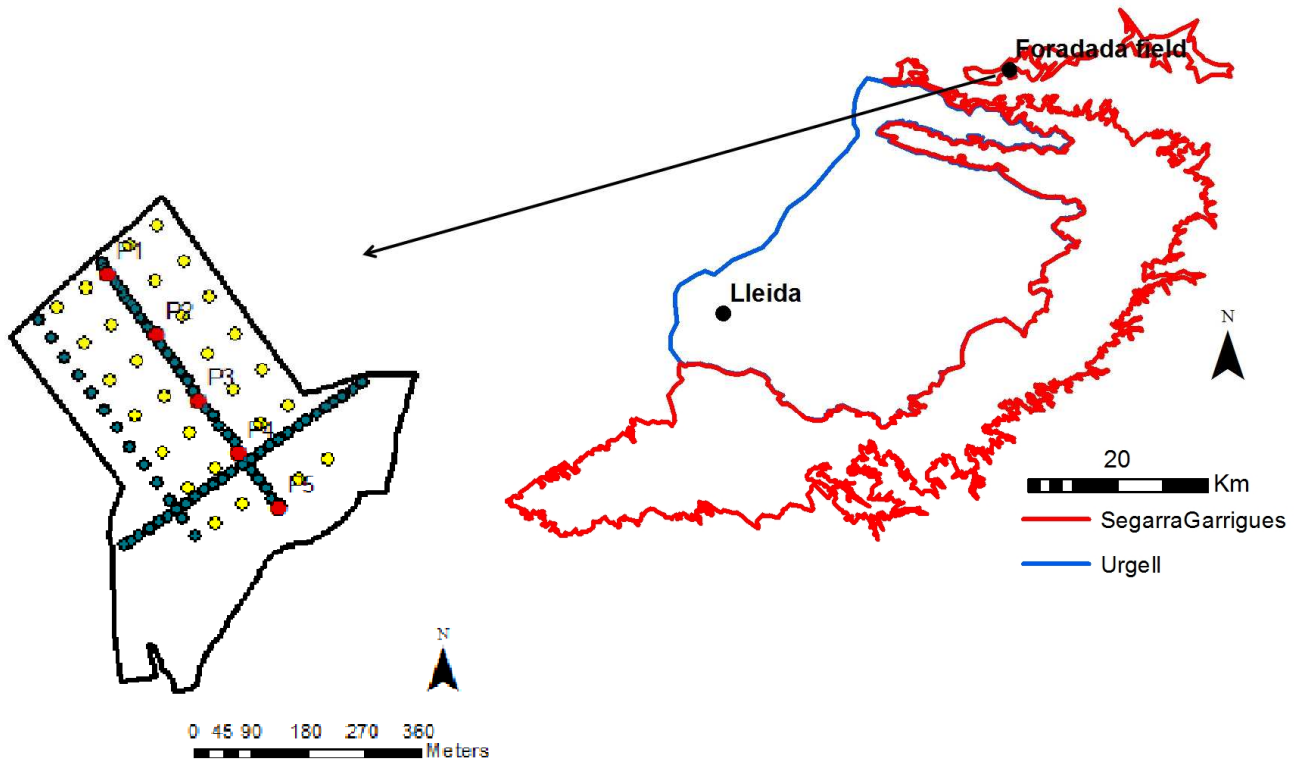 Foradada field
P1
P2
P3
P4
P5
Lleida
N
20
Km
SegarraGarrigues
Urgell
N
0 45 90 180 270 360
Meters